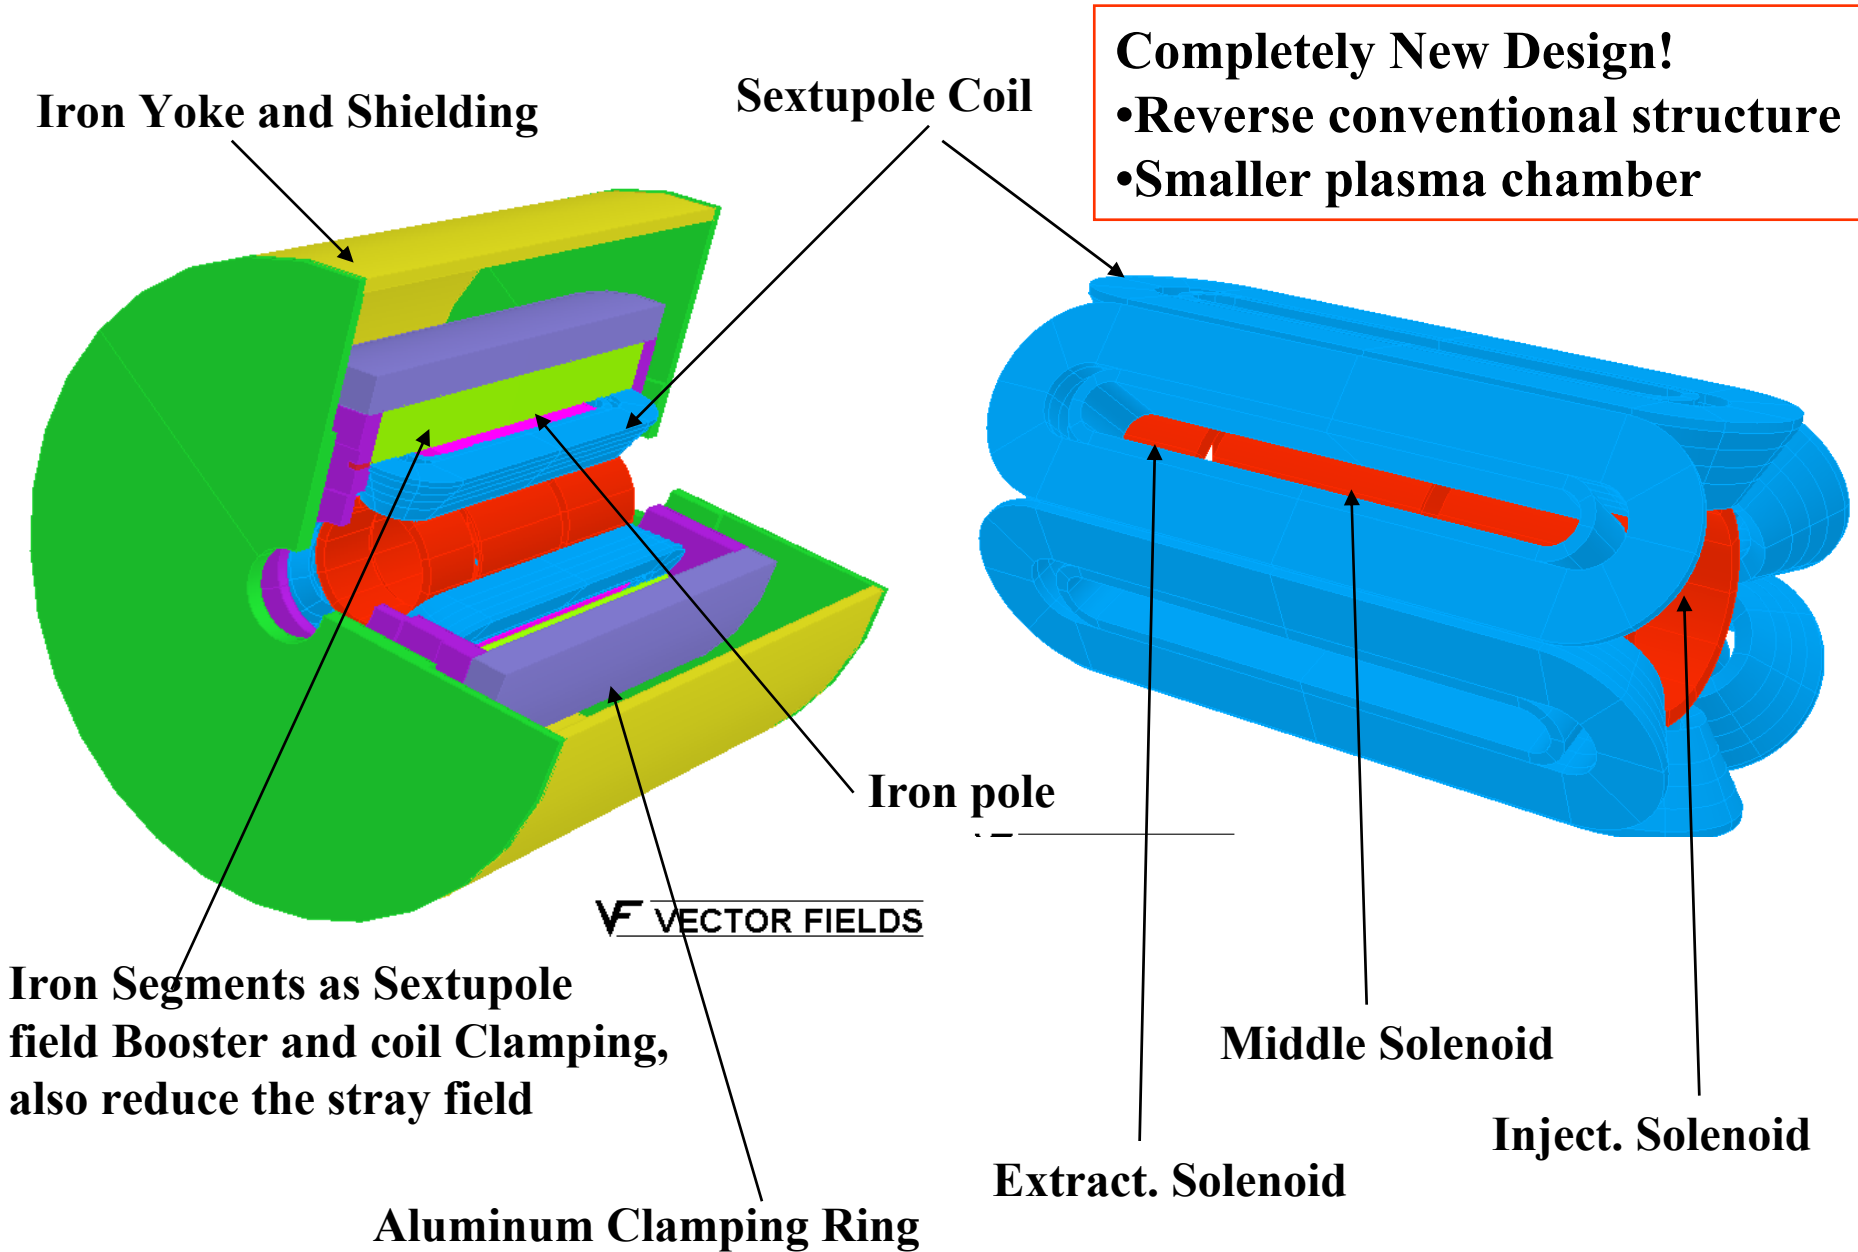 Completely New Design!
•Reverse conventional structure
•Smaller plasma chamber
Sextupole Coil
Iron Yoke and Shielding
Iron pole
VF VECTOR FIELDS
Iron Segments as Sextupole
field Booster and coil Clamping,
also reduce the stray field
Middle Solenoid
Inject. Solenoid
Extract. Solenoid
Aluminum Clamping Ring